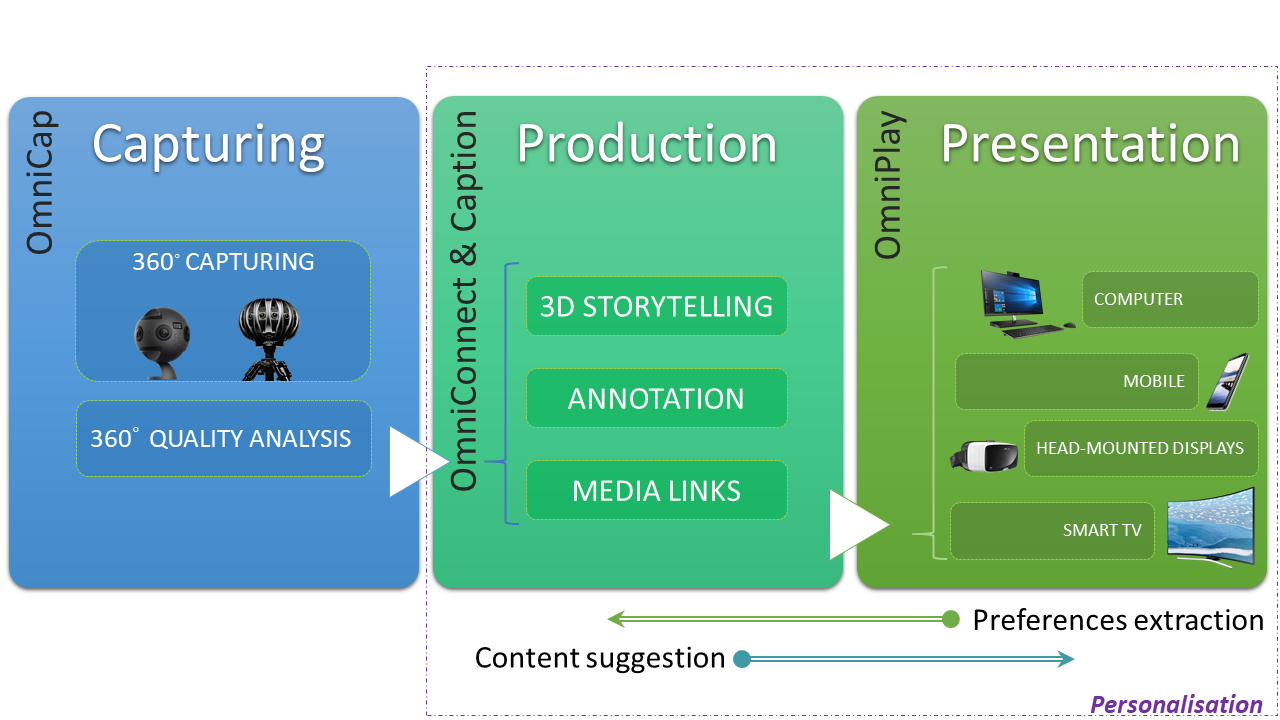 OmniCap
Capturing
360° CAPTURING
360° QUALITY ANALYSIS
OmniConnect & Caption
Production
3D STORYTELLING
ANNOTATION
MEDIA LINKS
OmniPlay
Presentation
COMPUTER
MOBILE
HEAD-MOUNTED DISPLAYS
SMART TV
Preferences extraction
Content suggestion
Personalisation